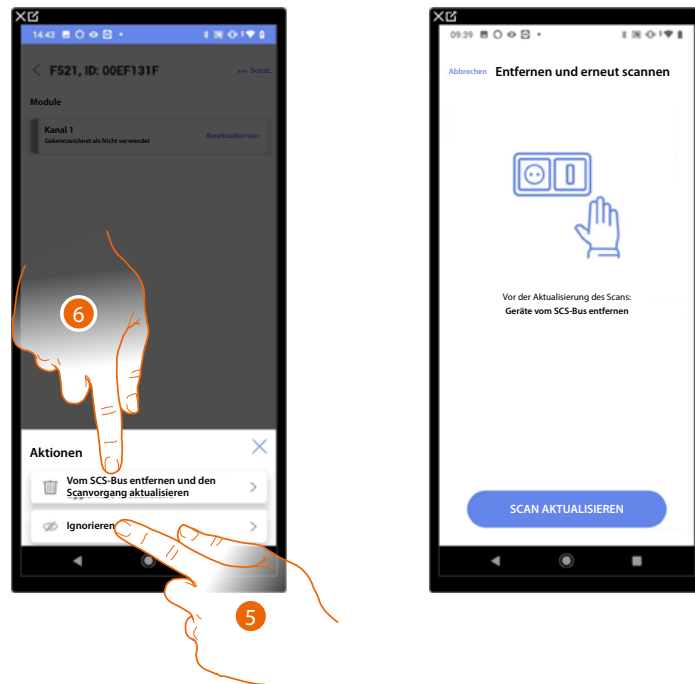 14:43
F521, ID: 00EF131F
Sonst.
Module
Kanal 1
Gekennzeichnet als Nicht verwendet
Bereitstellen von
6
Aktionen
Vom SCS-Bus entfernen und den
Scanvorgang aktualisieren
Ignorieren
5
09:39
Abbrechen Entfernen und erneut scannen
Vor der Aktualisierung des Scans:
Geräte vom SCS-Bus entfernen
SCAN AKTUALISIEREN